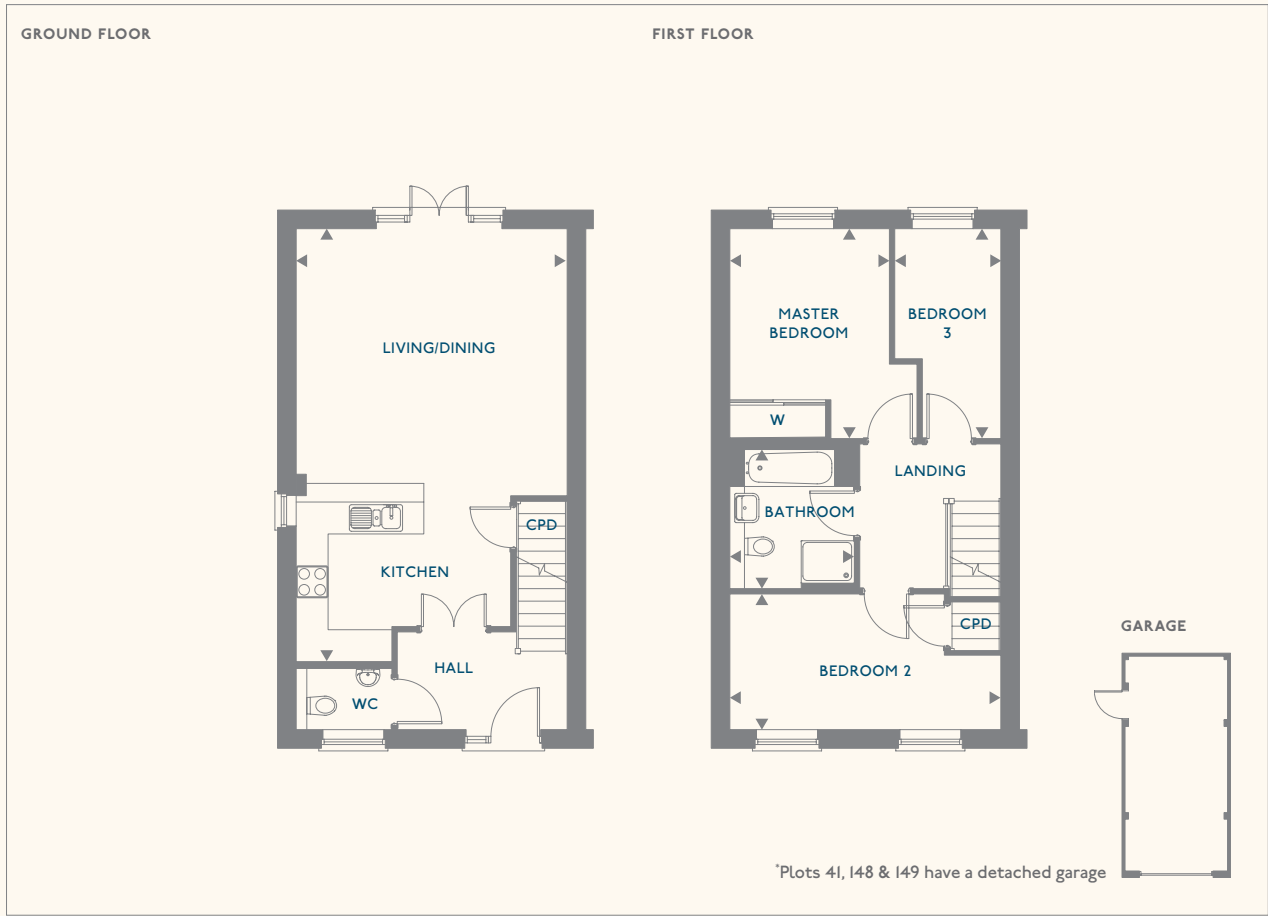 GROUND FLOOR
FIRST FLOOR
LIVING/DINING
CPD
KITCHEN
HALL
WC
MASTER
BEDROOM
BEDROOM
3
W
LANDING
BATHROOM
CPD
BEDROOM 2
GARAGE
*Plots 41, 148 & 149 have a detached garage